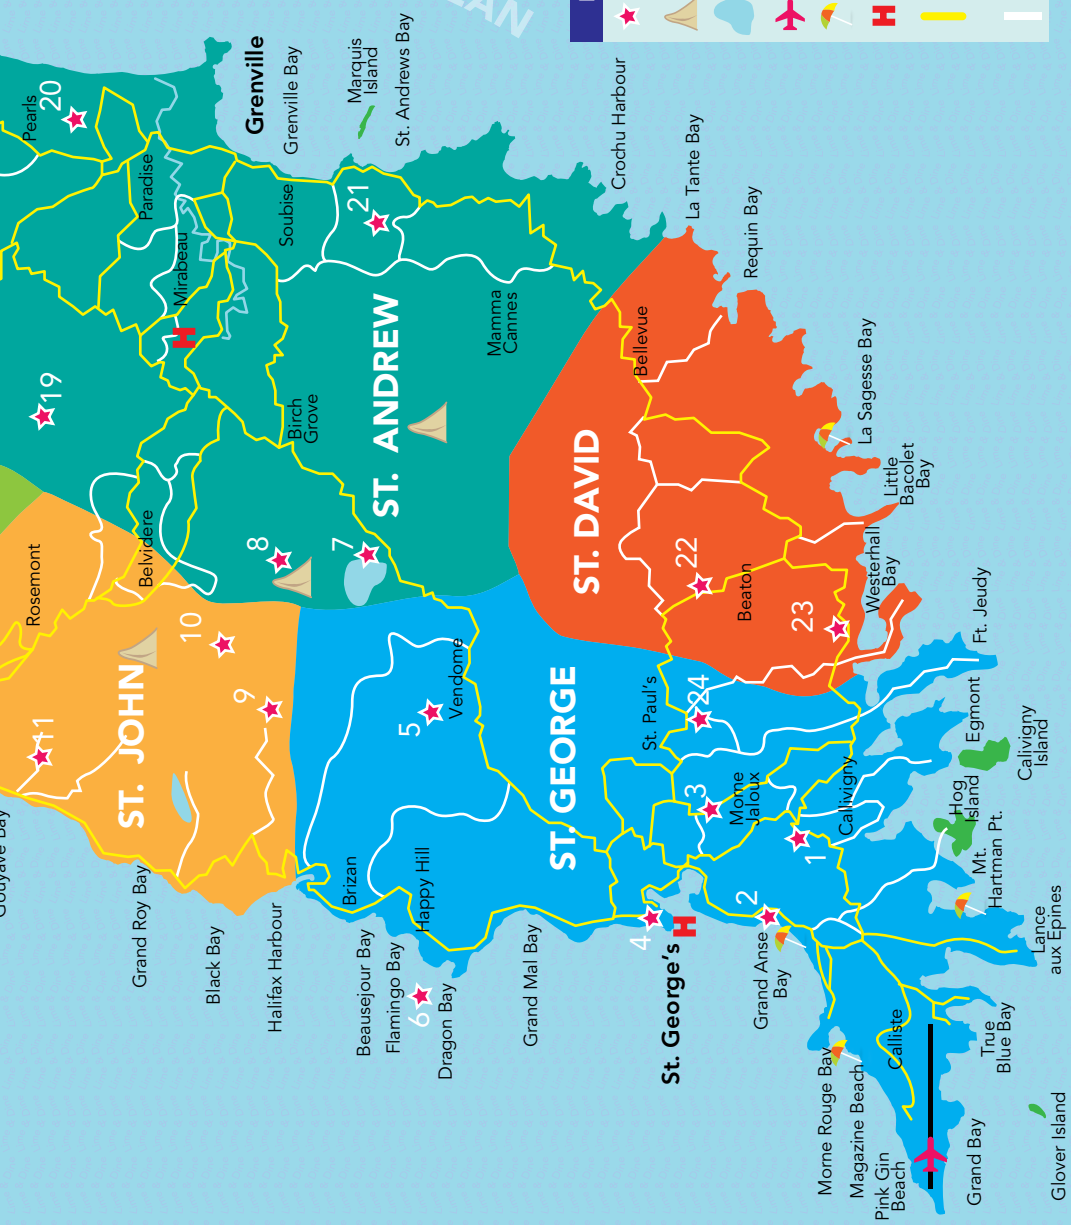 Pearls
20
Grenville
Grenville Bay
Marquis
Island
St. Andrews Bay
Paradise
Soubise
21
Crochu Harbour
La Tante Bay
Requin Bay
Mirabeau
H
19
Mamma
Cannes
Bellevue
La Sagesse Bay
Birch
Grove
ST. ANDREW
ST. DAVID
Little
Bacolet
Bay
Rosemont
Belvidere
8
7
22
Beaton
23
Westerhall
Bay
Ft. Jeudy
10
ST. JOHN
11
9
5
Vendome
ST. GEORGE
St. Paul's
24
Egmont
Calivigny
Island
3
Morne
Jaloux
Callivigny
Hog
Island
Mt.
Hartman Pt.
1
Grand Roy Bay
Black Bay
Halifax Harbour
Brizan
Happy Hill
Beausejour Bay
Flamingo Bay
6
Dragon Bay
Grand Mal Bay
4
H
St. George's
2
Grand Anse
Bay
Lance
aux Epines
Morne Rouge Bay
Magazine Beach
Pink Gin
Beach
Calliste
True
Blue Bay
Grand Bay
Glover Island
H